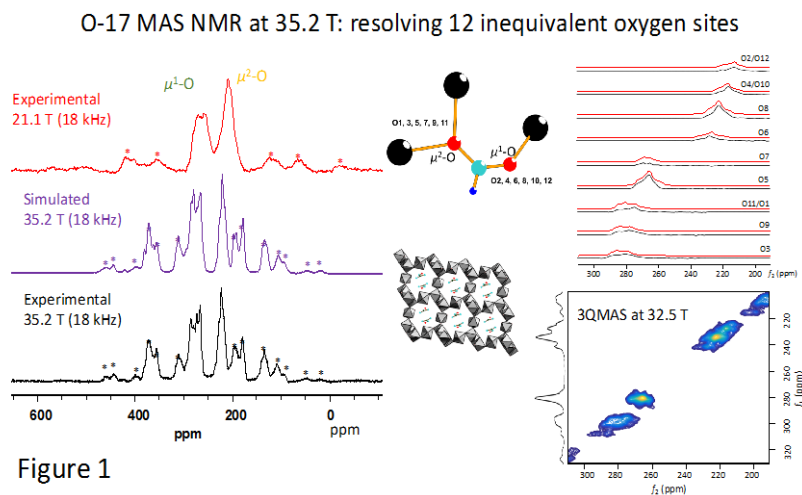 O-17 MAS NMR at 35.2 T: resolving 12 inequivalent oxygen sites
μ¹-O
μ²-O
Experimental
21.1 T (18 kHz)
Simulated
35.2 T (18 kHz)
Experimental
35.2 T (18 kHz)
600
400
200
0
ppm
ppm
Figure 1
O1, 3, 5, 7, 9, 11
μ²-O
μ¹-O
O2, 4, 6, 8, 10, 12
O2/O12
O4/O10
O8
O6
O7
O5
O11/O1
O9
O3
300
280
260
240
220
200
f₂ (ppm)
3QMAS at 32.5 T
220
240
260
280
300
320
f₁ (ppm)
300
280
260
240
220
200
f₂ (ppm)